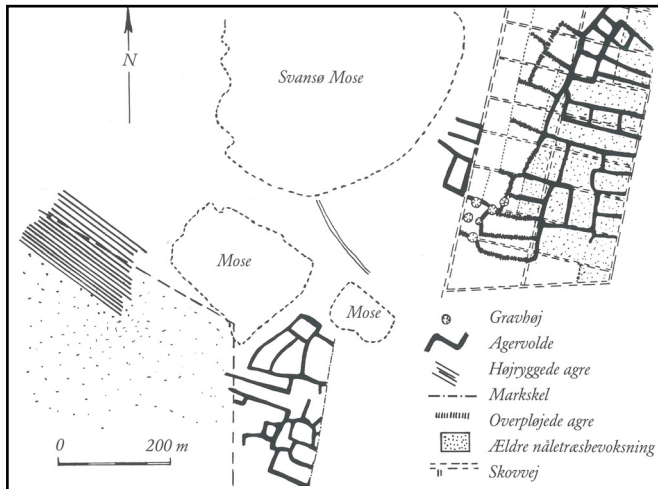 N
Svansø Mose
Mose
Mose
Gravhøj
Agervolde
Højryggede agre
Markskel
Overpløjede agre
Ældre nåletræsbevoksning
Skovvej
0 200 m